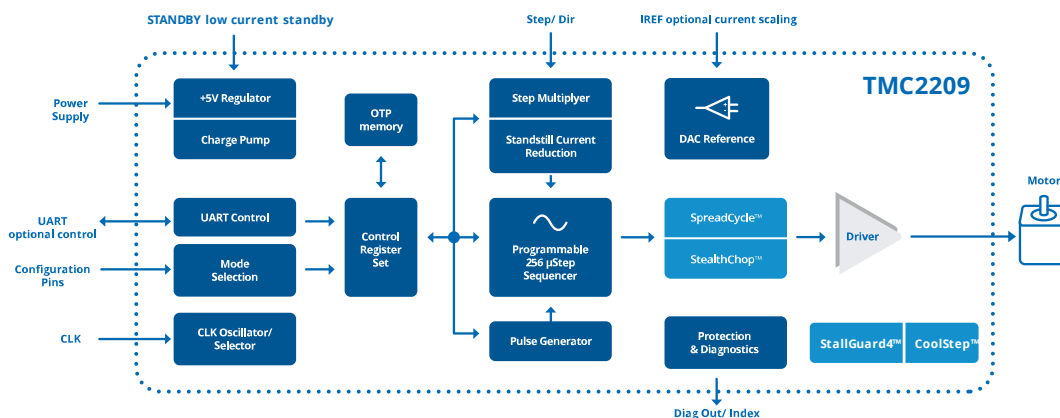 STANDBY low current standby
Step/ Dir
IREF optional current scaling
TMC2209
Power
Supply
+5V Regulator
Charge Pump
OTP
memory
Step Multiplyer
Standstill Current
Reduction
DAC Reference
Motor
UART
optional control
UART Control
Control
Register
Set
Programmable
256 µStep
Sequencer
SpreadCycle™
StealthChop™
Driver
Configuration
Pins
Mode
Selection
CLK
CLK Oscillator/
Selector
Pulse Generator
Protection
& Diagnostics
StallGuard4™
CoolStep™
Diag Out/ Index